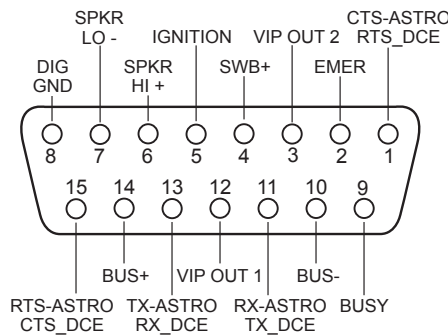 SPKR
LO -
IGNITION
VIP OUT 2
CTS-ASTRO
RTS_DCE
DIG
GND
SPKR
HI +
SWB+
EMER
8 7 6 5 4 3 2 1
15 14 13 12 11 10 9
BUS+
VIP OUT 1
BUS-
RTS-ASTRO
CTS_DCE
TX-ASTRO
RX_DCE
RX-ASTRO
TX_DCE
BUSY